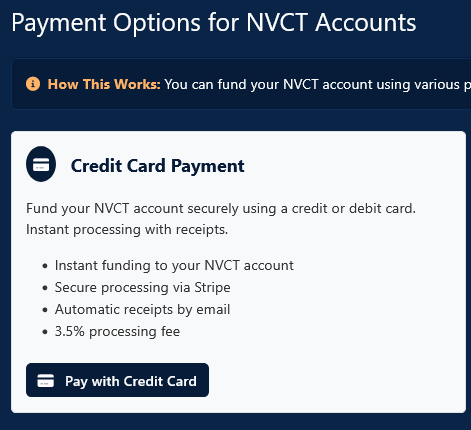 Payment Options for NVCT Accounts
How This Works: You can fund your NVCT account using various
Credit Card Payment
Fund your NVCT account securely using a credit or debit card.
Instant processing with receipts.
• Instant funding to your NVCT account
• Secure processing via Stripe
• Automatic receipts by email
• 3.5% processing fee
Pay with Credit Card